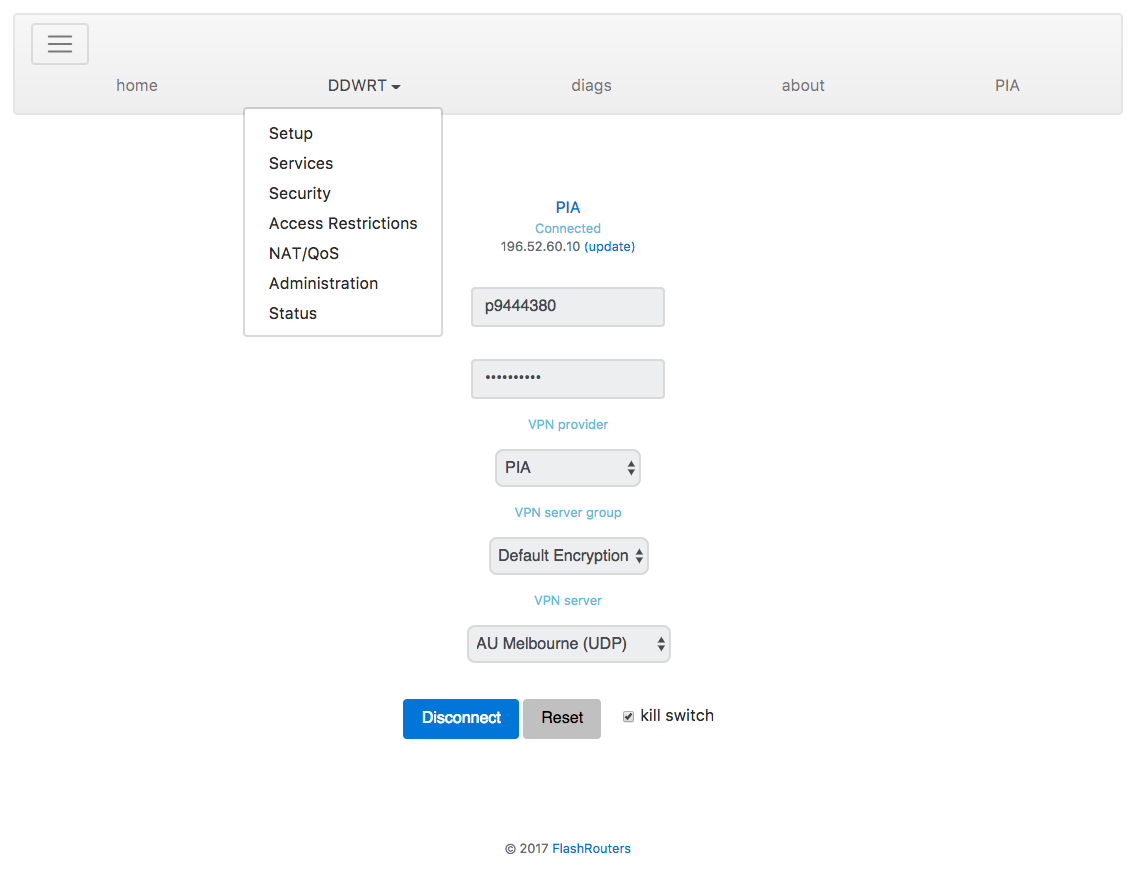 home DDWRT diags about PIA
Setup
Services
Security
Access Restrictions
NAT/QoS
Administration
Status
PIA
Connected
196.52.60.10 (update)
p9444380
••••••••••
VPN provider
PIA
VPN server group
Default Encryption
VPN server
AU Melbourne (UDP)
Disconnect Reset kill switch
© 2017 FlashRouters